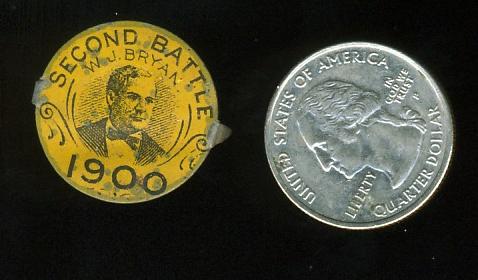 SECOND BATTLE
W.J. BRYAN
1900
UNITED STATES OF AMERICA
IN
GOD WE
TRUST
P
LIBERTY
QUARTER DOLLAR